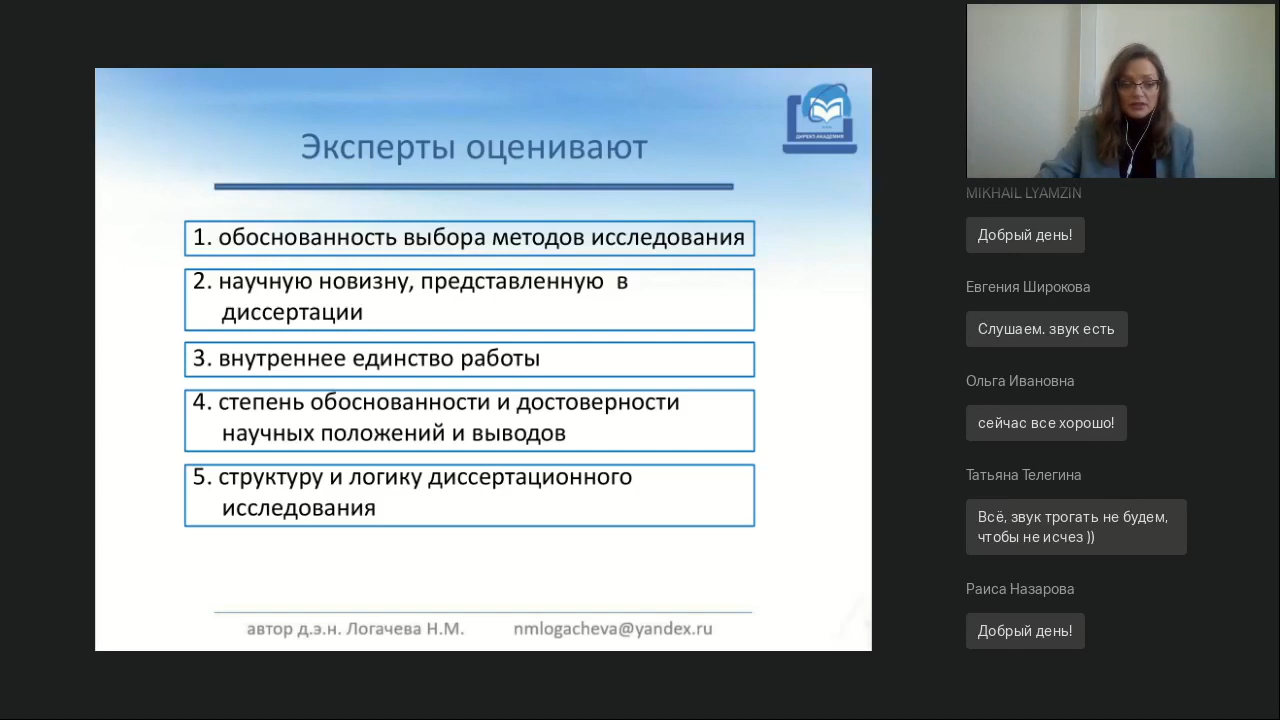 Эксперты оценивают
ДИРЕКТ-АКАДЕМИЯ
1. обоснованность выбора методов исследования
2. научную новизну, представленную в
диссертации
3. внутреннее единство работы
4. степень обоснованности и достоверности
научных положений и выводов
5. структуру и логику диссертационного
исследования
автор д.э.н. Логачева Н.М. nmlogacheva@yandex.ru
MIKHAIL LYAMZIN
Добрый день!
Евгения Широкова
Слушаем. звук есть
Ольга Ивановна
сейчас все хорошо!
Татьяна Телегина
Всё, звук трогать не будем,
чтобы не исчез ))
Раиса Назарова
Добрый день!